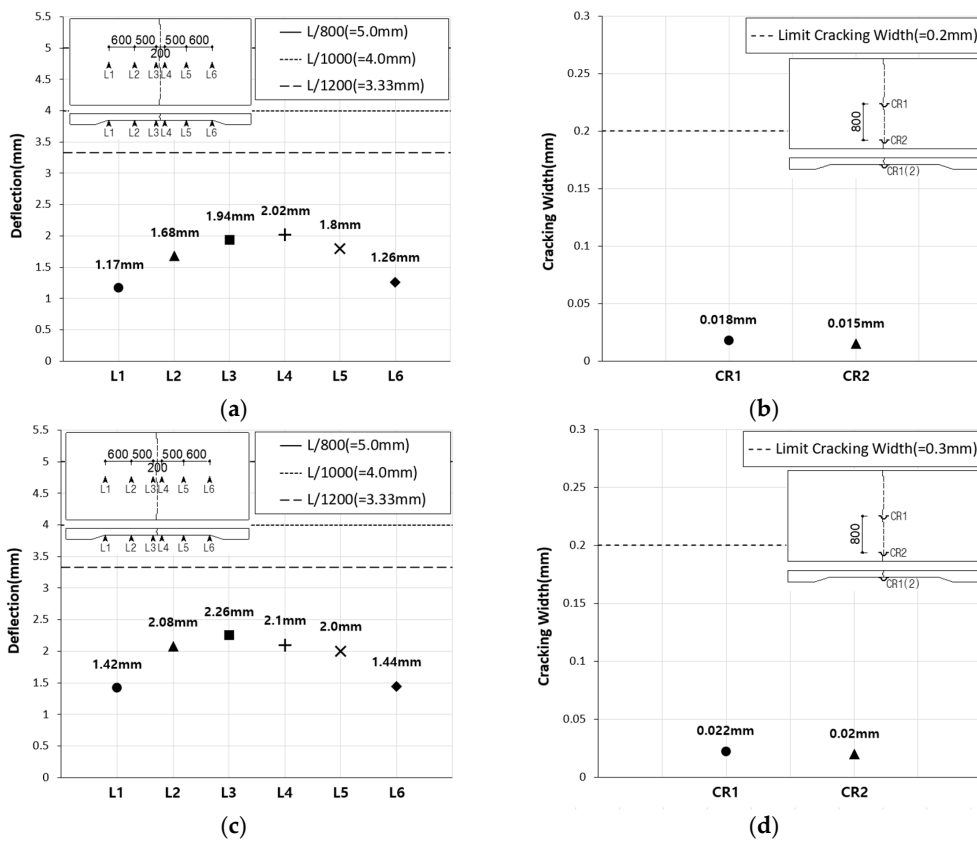 Deflection(mm)
5.5
5
4.5
4
3.5
3
2.5
2
1.5
1
0.5
0
600 500 500 600
200
L1 L2 L3 L4 L5 L6
L1 L2 L3 L4 L5 L6
L/800(=5.0mm)
L/1000(=4.0mm)
L/1200(=3.33mm)
1.17mm
1.68mm
1.94mm
2.02mm
1.8mm
1.26mm
L1 L2 L3 L4 L5 L6
(a)
Cracking Width(mm)
0.3
0.25
0.2
0.15
0.1
0.05
0
Limit Cracking Width(=0.2mm)
CR1
800
CR2
CR1(2)
0.018mm
0.015mm
CR1 CR2
(b)
Deflection(mm)
5.5
5
4.5
4
3.5
3
2.5
2
1.5
1
0.5
0
600 500 500 600
200
L1 L2 L3 L4 L5 L6
L1 L2 L3 L4 L5 L6
L/800(=5.0mm)
L/1000(=4.0mm)
L/1200(=3.33mm)
1.42mm
2.08mm
2.26mm
2.1mm
2.0mm
1.44mm
L1 L2 L3 L4 L5 L6
(c)
Cracking Width(mm)
0.3
0.25
0.2
0.15
0.1
0.05
0
Limit Cracking Width(=0.3mm)
CR1
800
CR2
CR1(2)
0.022mm
0.02mm
CR1 CR2
(d)